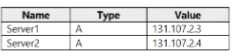 Name Type Value
Server1 A 131.107.2.3
Server2 A 131.107.2.4